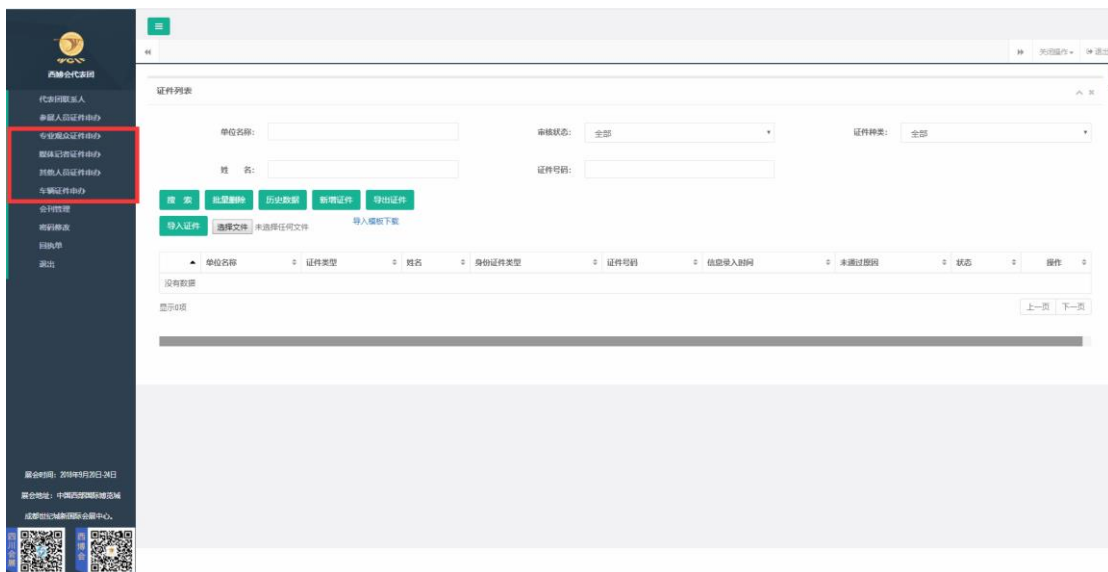 西博会代表团
代表团联系人
参展人员证件申办
专业观众证件申办
媒体记者证件申办
其他人员证件申办
车辆证件申办
会刊管理
密码修改
回执单
退出
展会时间：2018年9月20日-24日
展会地址：中国西部国际博览城
成都世纪城新国际会展中心。
四川会展
西博会
关闭操作
退出
证件列表
单位名称：
审核状态： 全部
证件种类： 全部
姓 名：
证件号码：
搜 索 批量删除 历史数据 新增证件 导出证件
导入证件 选择文件 未选择任何文件 导入模板下载
单位名称 证件类型 姓名 身份证件类型 证件号码 信息录入时间 未通过原因 状态 操作
没有数据
显示0项
上一页 下一页